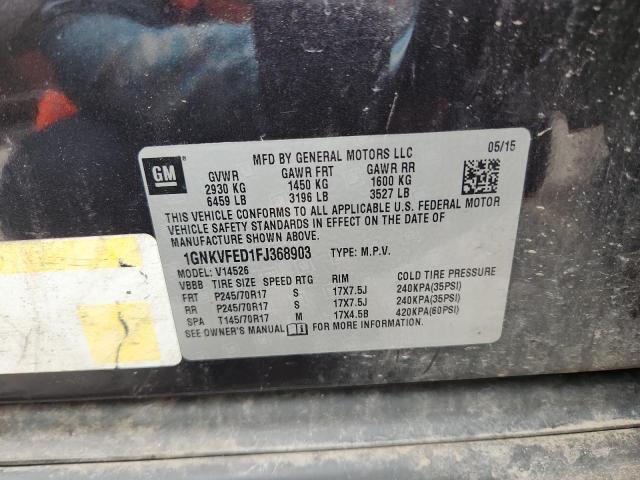 GM
MFD BY GENERAL MOTORS LLC 05/15
GVWR GAWR FRT GAWR RR
2930 KG 1450 KG 1600 KG
6459 LB 3196 LB 3527 LB
THIS VEHICLE CONFORMS TO ALL APPLICABLE U.S. FEDERAL MOTOR
VEHICLE SAFETY STANDARDS IN EFFECT ON THE DATE OF
MANUFACTURE SHOWN ABOVE.
1GNKVFED1FJ368903 TYPE: M.P.V.
MODEL: V14526
VBBB TIRE SIZE SPEED RTG RIM COLD TIRE PRESSURE
FRT P245/70R17 S 17X7.5J 240KPA(35PSI)
RR P245/70R17 S 17X7.5J 240KPA(35PSI)
SPA T145/70R17 M 17X4.5B 420KPA(60PSI)
SEE OWNER'S MANUAL FOR MORE INFORMATION.